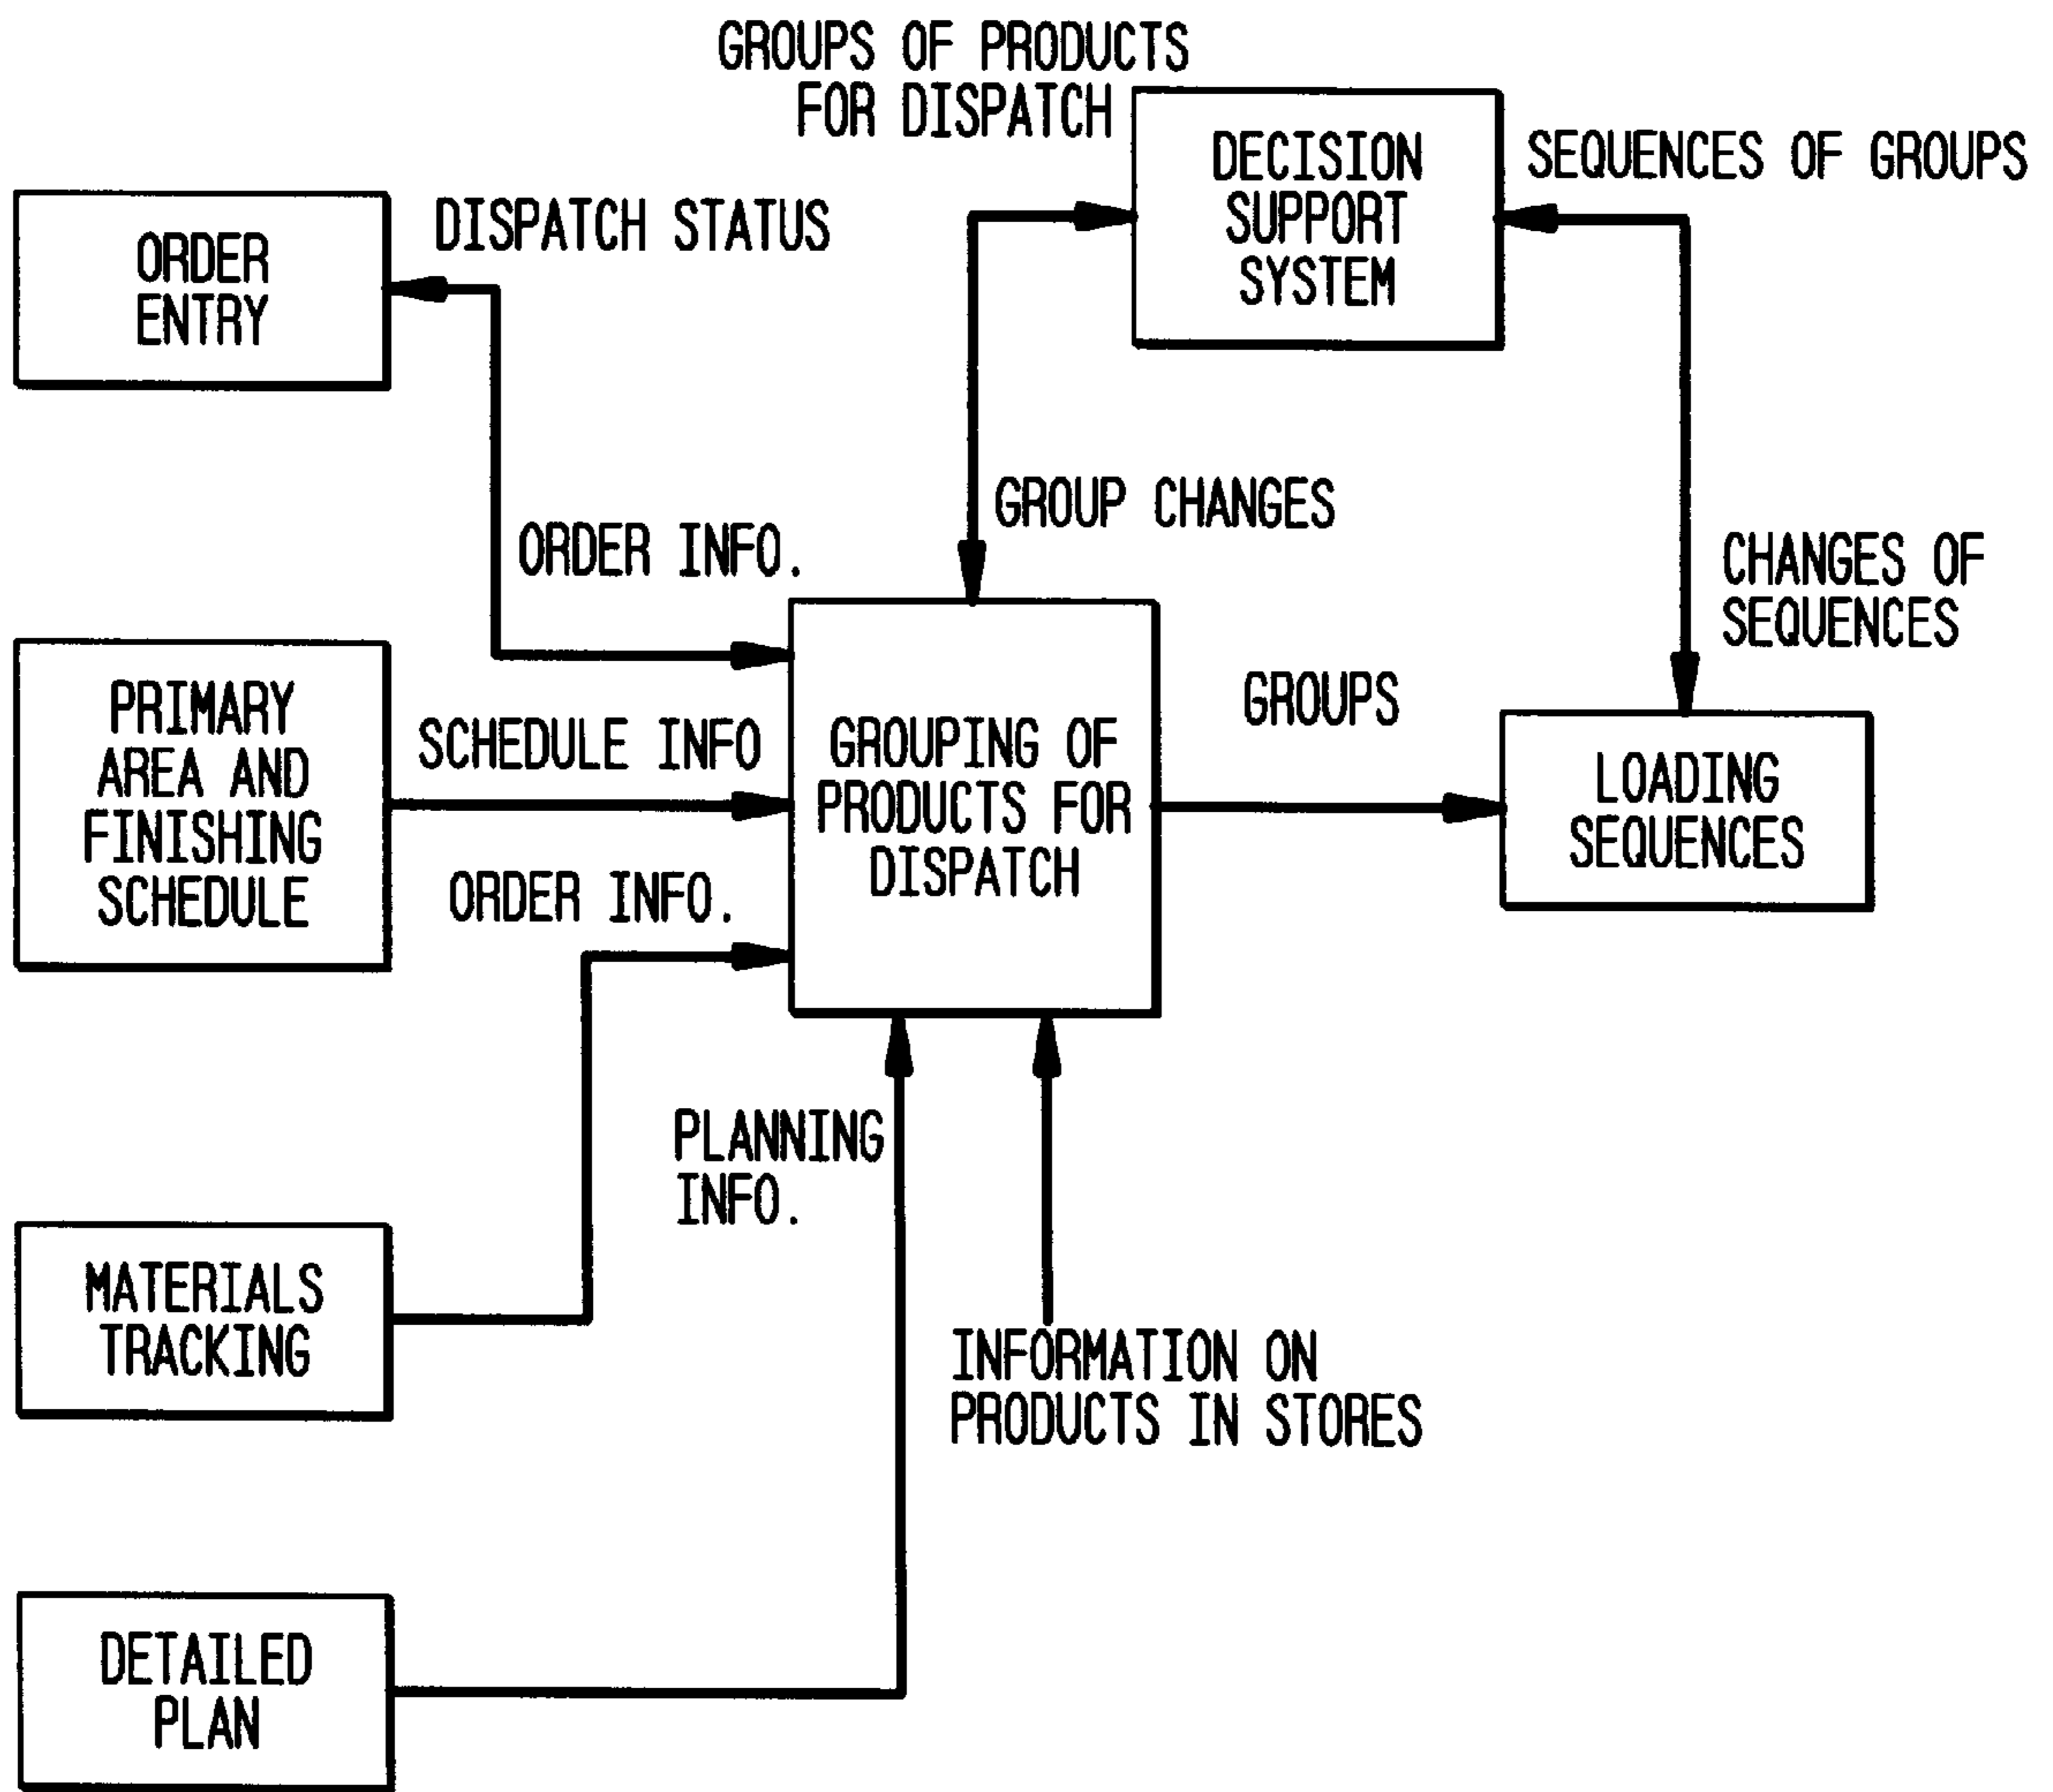 GROUPS OF PRODUCTS
FOR DISPATCH
DECISION
SUPPORT
SYSTEM
SEQUENCES OF GROUPS
ORDER
ENTRY
DISPATCH STATUS
ORDER INFO.
GROUP CHANGES
CHANGES OF
SEQUENCES
PRIMARY
AREA AND
FINISHING
SCHEDULE
SCHEDULE INFO
ORDER INFO.
GROUPING OF
PRODUCTS FOR
DISPATCH
GROUPS
LOADING
SEQUENCES
PLANNING
INFO.
MATERIALS
TRACKING
INFORMATION ON
PRODUCTS IN STORES
DETAILED
PLAN